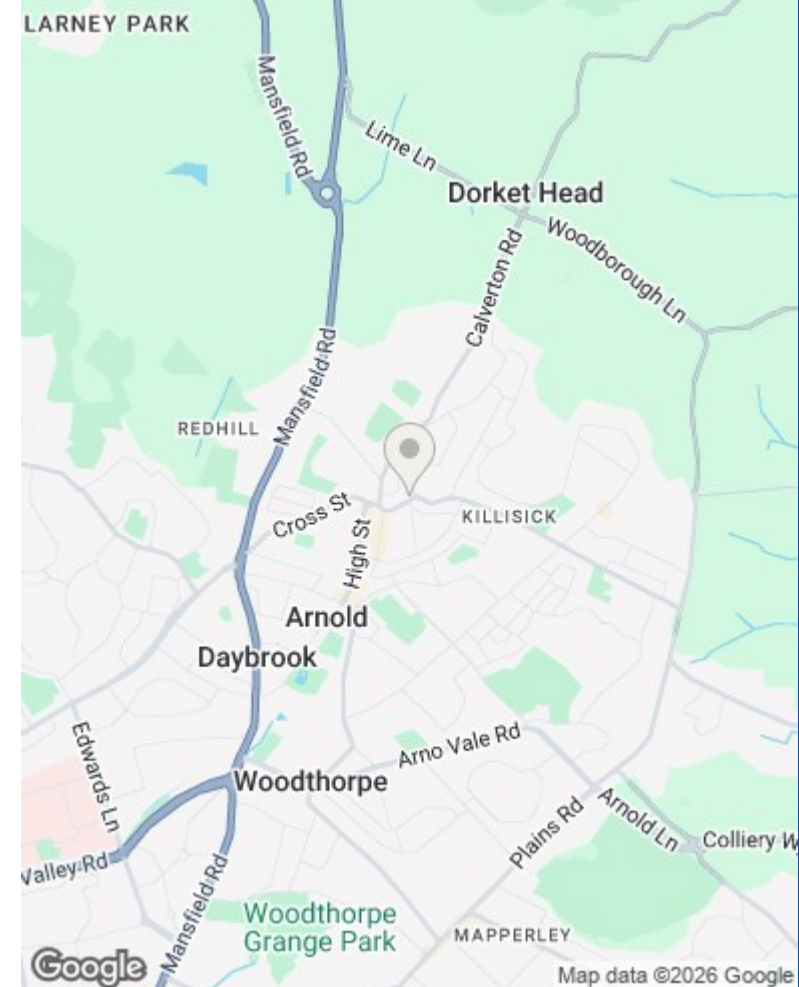 LARNEY PARK
Mansfield Rd
Lime Ln
Dorket Head
Woodborough Ln
Calverton Rd
Mansfield Rd
REDHILL
Cross St
High St
KILLISICK
Arnold
Daybrook
Edwards Ln
Arno Vale Rd
Woodthorpe
Plains Rd
Arnold Ln
Colliery W
Valley Rd
Mansfield Rd
Woodthorpe
Grange Park
MAPPERLEY
Google
Map data ©2026 Google